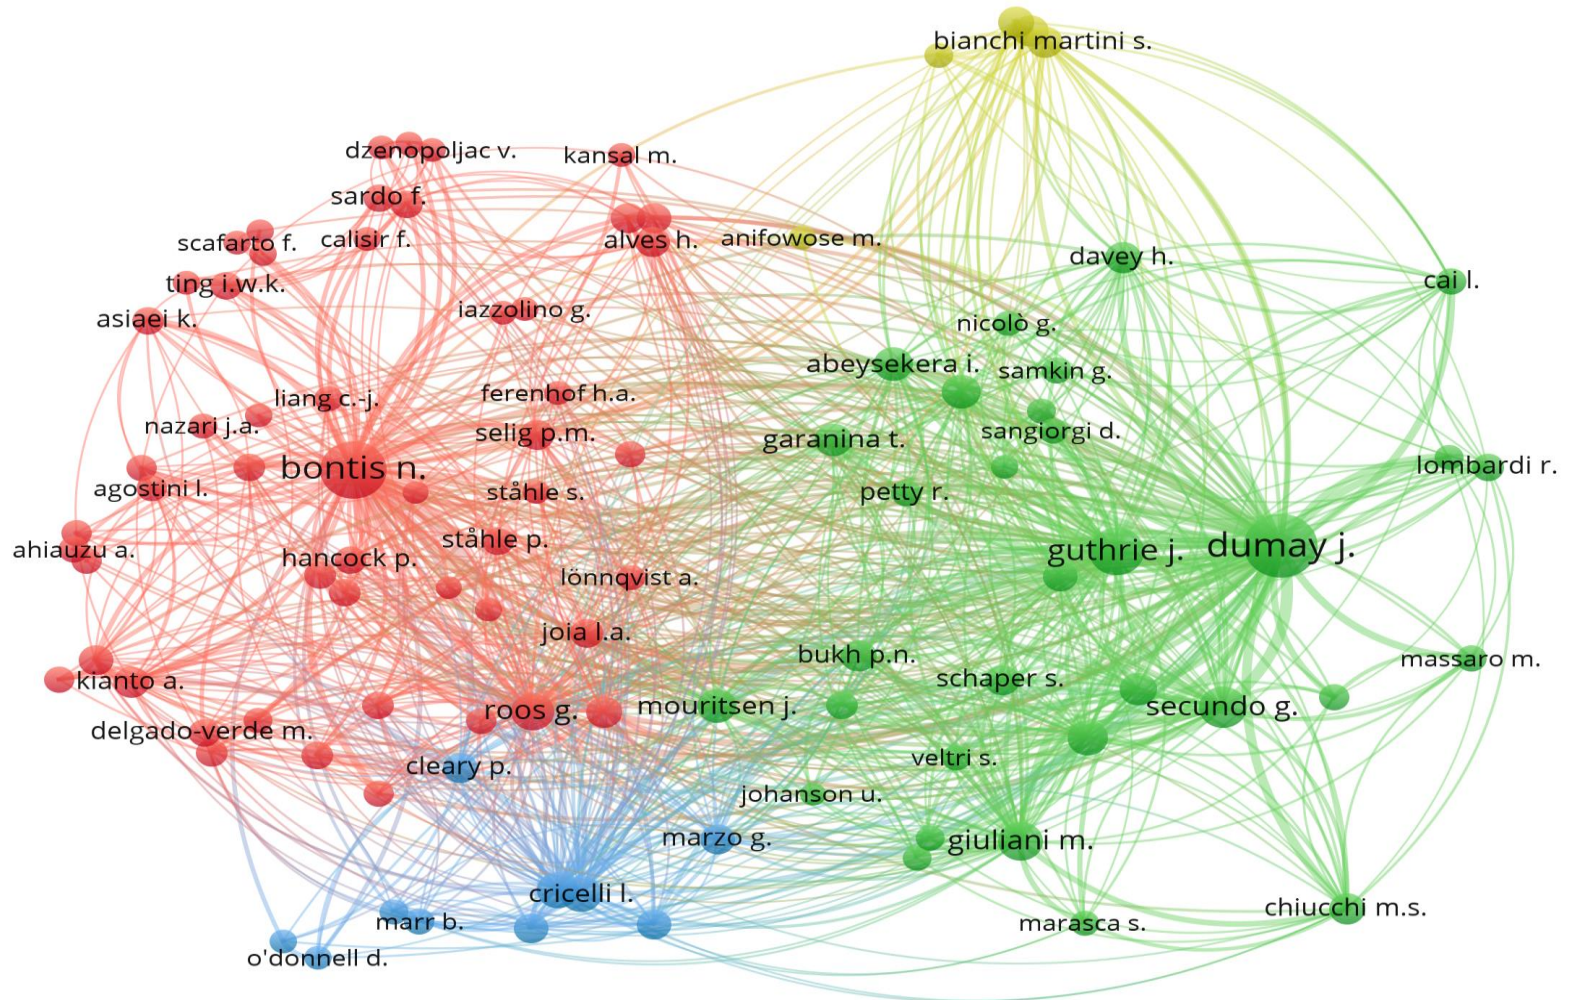 bianchi martini s.
dzenopoljac v.
kansal m.
sardo f.
scafarto f.
calisir f.
alves h.
anifowose m.
davey h.
ting i.w.k.
cai l.
asiaei k.
iazzolino g.
nicolò g.
abeysekera i.
samkin g.
liang c.-j.
ferenhof h.a.
nazari j.a.
selig p.m.
garanina t.
sangiorgi d.
bontis n.
lombardi r.
agostini l.
ståhle s.
petty r.
ahiauzu a.
hancock p.
ståhle p.
guthrie j.
dumay j.
lönnqvist a.
joia l.a.
bukh p.n.
massaro m.
kianto a.
schaper s.
roos g.
mouritsen j.
secundo g.
delgado-verde m.
cleary p.
veltri s.
johanson u.
marzo g.
giuliani m.
cricelli l.
marr b.
marasca s.
chiucchi m.s.
o'donnell d.